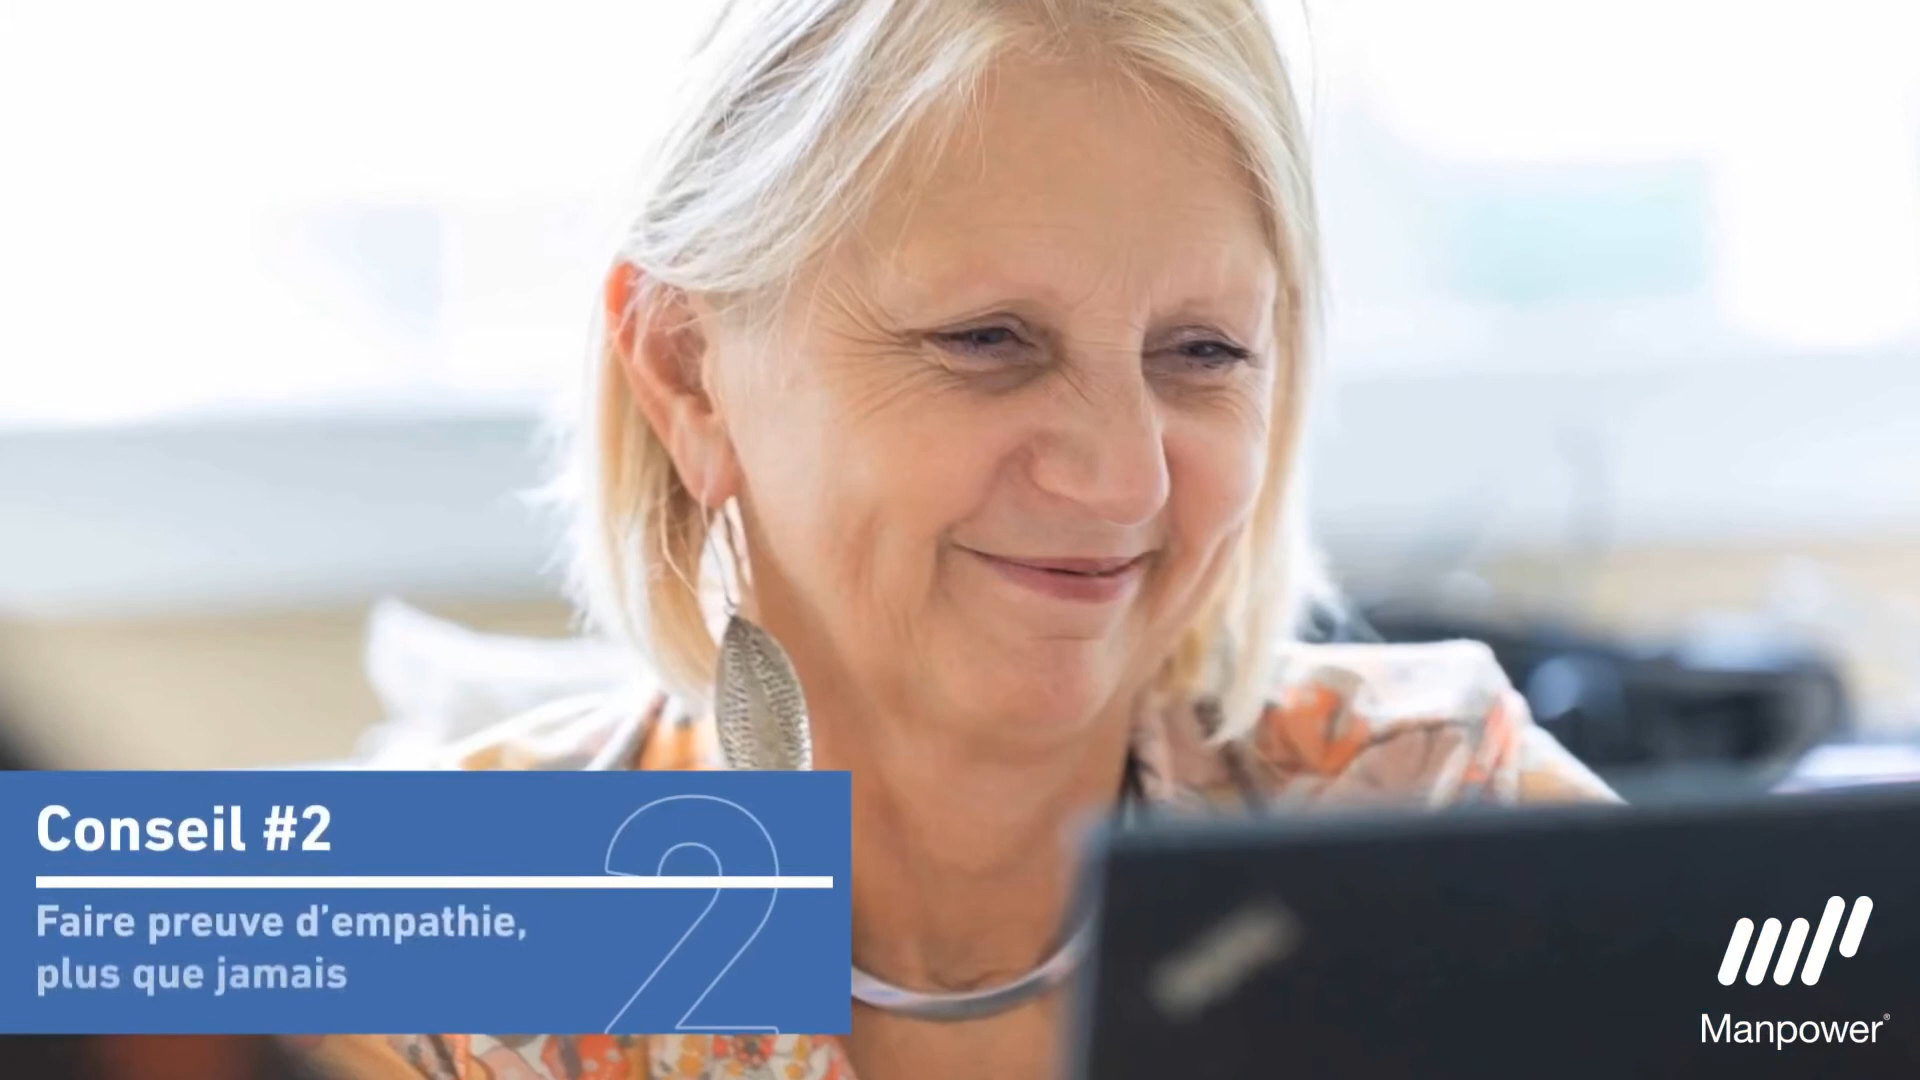 Conseil #2
Faire preuve d'empathie,
plus que jamais
2
Manpower®